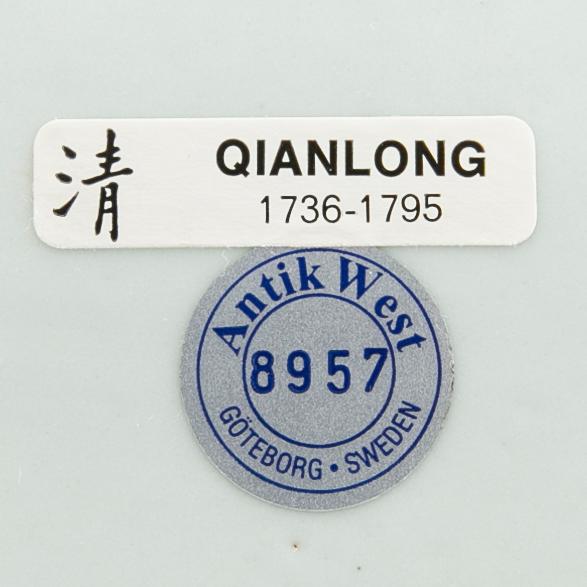 清 QIANLONG
1736-1795
Antik West
8957
GÖTEBORG • SWEDEN